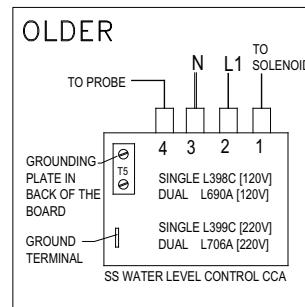 OLDER
N L1 TO
SOLENOID
TO PROBE
4 3 2 1
GROUNDING
PLATE IN
BACK OF THE
BOARD
T5
SINGLE L398C [120V]
DUAL L690A [120V]
GROUND
TERMINAL
SINGLE L399C [220V]
DUAL L706A [220V]
SS WATER LEVEL CONTROL CCA